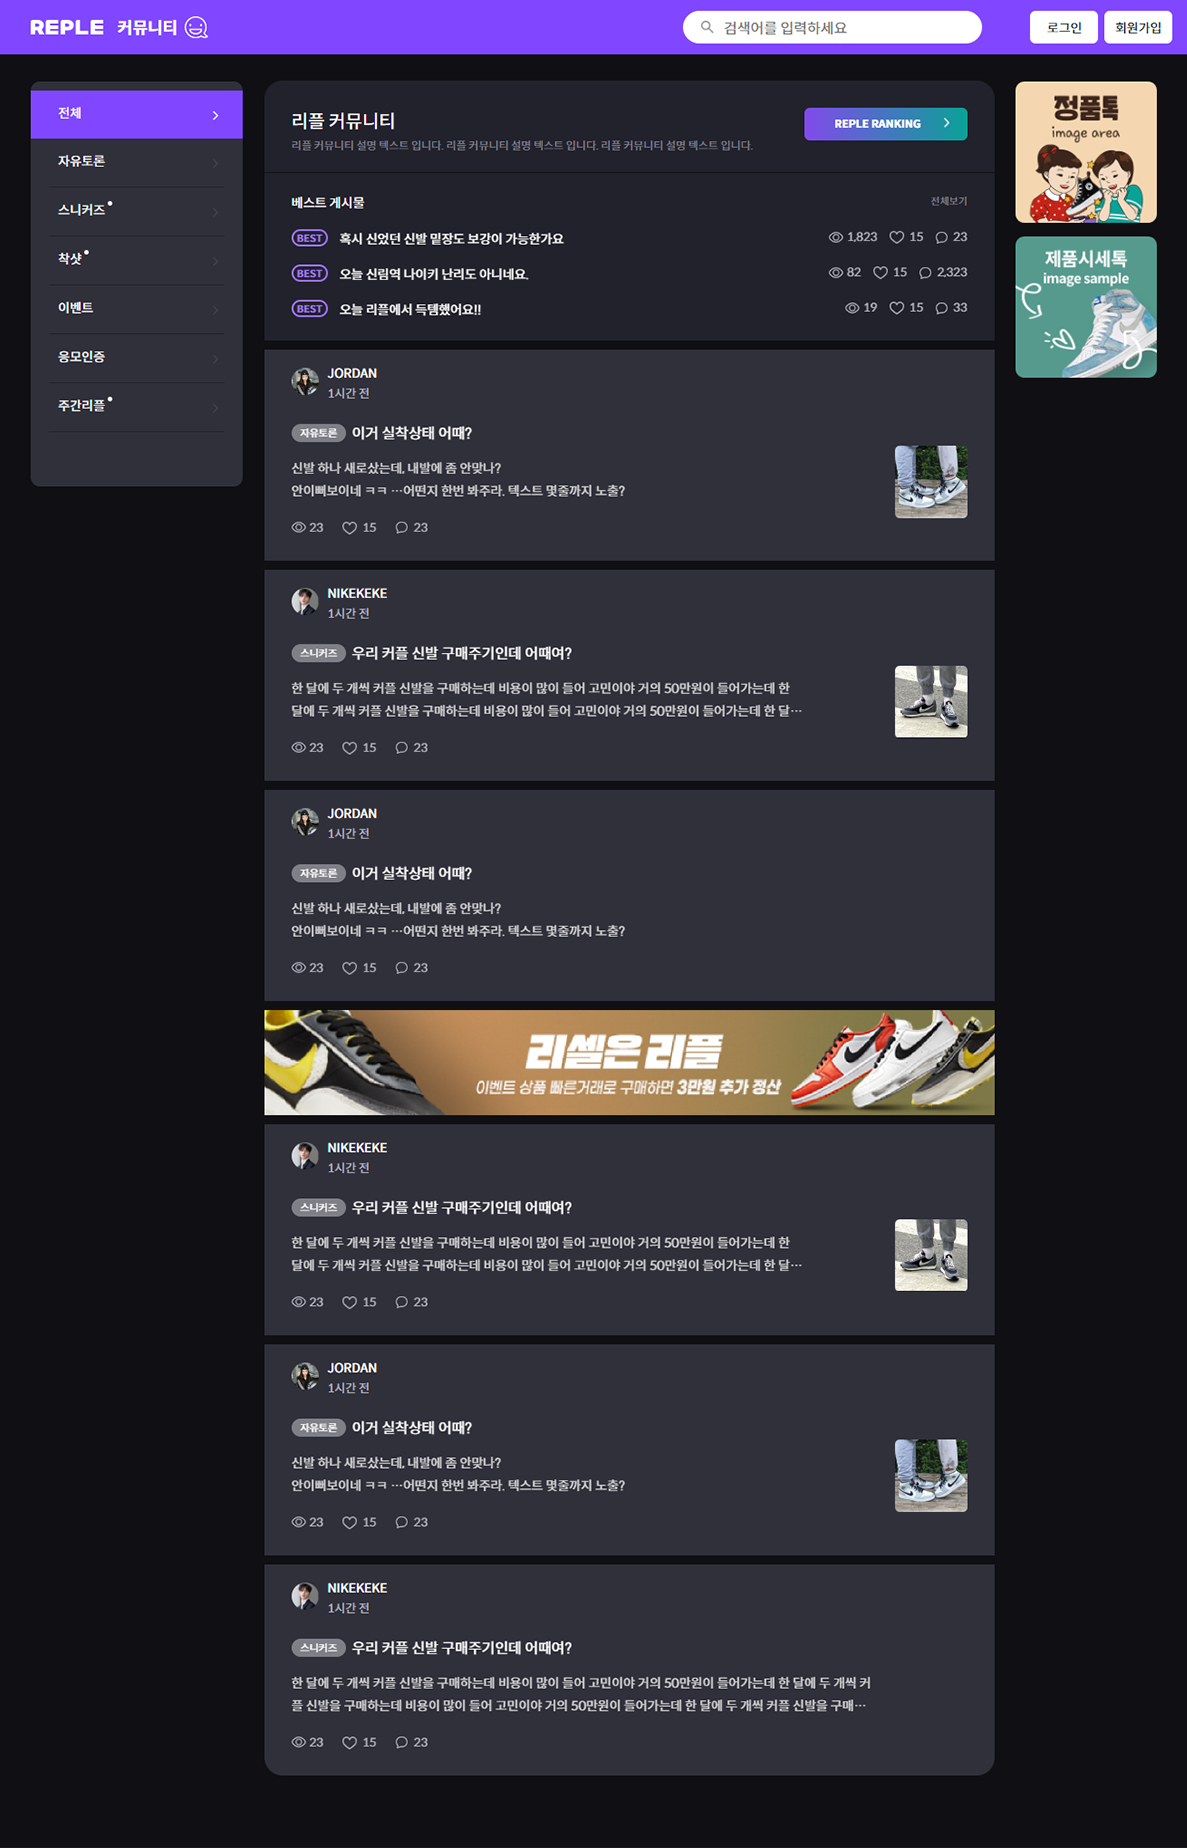 REPLE 커뮤니티
검색어를 입력하세요
로그인
회원가입
전체
자유토론
스니커즈
착샷
이벤트
응모인증
주간리플
리플 커뮤니티
리플 커뮤니티 설명 텍스트 입니다. 리플 커뮤니티 설명 텍스트 입니다. 리플 커뮤니티 설명 텍스트 입니다.
REPLE RANKING
베스트 게시물
전체보기
BEST 혹시 신었던 신발 밑창도 보강이 가능한가요 1,823 15 23
BEST 오늘 신림역 나이키 난리도 아니네요. 82 15 2,323
BEST 오늘 리플에서 득템했어요!! 19 15 33
정품톡
image area
제품시세톡
image sample
JORDAN
1시간 전
자유토론 이거 실착상태 어때?
신발 하나 새로샀는데, 내발에 좀 안맞나?
안이뻐보이네 ㅋㅋ …어떤지 한번 봐주라. 텍스트 몇줄까지 노출?
23 15 23
NIKEKEKE
1시간 전
스니커즈 우리 커플 신발 구매주기인데 어때여?
한 달에 두 개씩 커플 신발을 구매하는데 비용이 많이 들어 고민이야 거의 50만원이 들어가는데 한
달에 두 개씩 커플 신발을 구매하는데 비용이 많이 들어 고민이야 거의 50만원이 들어가는데 한 달…
23 15 23
JORDAN
1시간 전
자유토론 이거 실착상태 어때?
신발 하나 새로샀는데, 내발에 좀 안맞나?
안이뻐보이네 ㅋㅋ …어떤지 한번 봐주라. 텍스트 몇줄까지 노출?
23 15 23
리셀은 리플
이벤트 상품 빠른거래로 구매하면 3만원 추가 정산
NIKEKEKE
1시간 전
스니커즈 우리 커플 신발 구매주기인데 어때여?
한 달에 두 개씩 커플 신발을 구매하는데 비용이 많이 들어 고민이야 거의 50만원이 들어가는데 한
달에 두 개씩 커플 신발을 구매하는데 비용이 많이 들어 고민이야 거의 50만원이 들어가는데 한 달…
23 15 23
JORDAN
1시간 전
자유토론 이거 실착상태 어때?
신발 하나 새로샀는데, 내발에 좀 안맞나?
안이뻐보이네 ㅋㅋ …어떤지 한번 봐주라. 텍스트 몇줄까지 노출?
23 15 23
NIKEKEKE
1시간 전
스니커즈 우리 커플 신발 구매주기인데 어때여?
한 달에 두 개씩 커플 신발을 구매하는데 비용이 많이 들어 고민이야 거의 50만원이 들어가는데 한 달에 두 개씩 커
플 신발을 구매하는데 비용이 많이 들어 고민이야 거의 50만원이 들어가는데 한 달에 두 개씩 커플 신발을 구매…
23 15 23